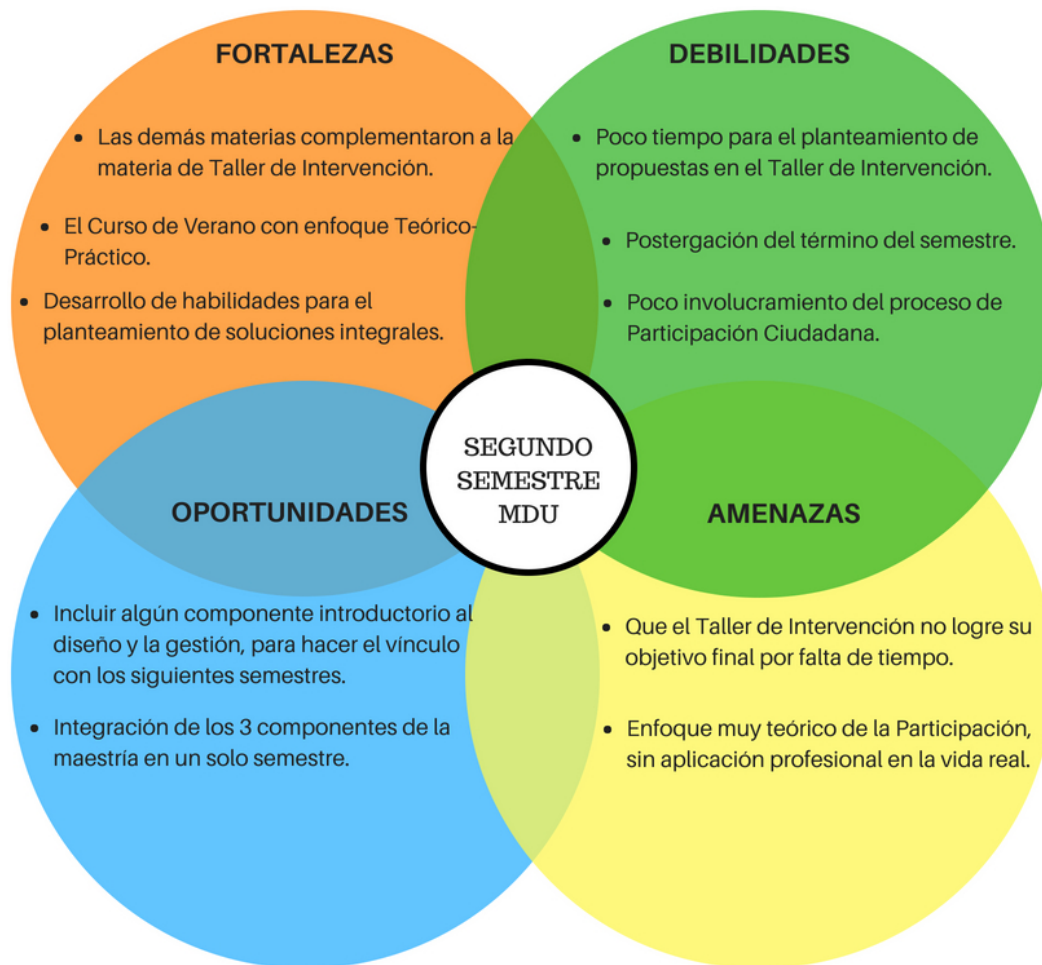 FORTALEZAS
• Las demás materias complementaron a la
materia de Taller de Intervención.
• El Curso de Verano con enfoque Teórico-
Práctico.
• Desarrollo de habilidades para el
planteamiento de soluciones integrales.
DEBILIDADES
• Poco tiempo para el planteamiento de
propuestas en el Taller de Intervención.
• Postergación del término del semestre.
• Poco involucramiento del proceso de
Participación Ciudadana.
SEGUNDO
SEMESTRE
MDU
OPORTUNIDADES
• Incluir algún componente introductorio al
diseño y la gestión, para hacer el vínculo
con los siguientes semestres.
• Integración de los 3 componentes de la
maestría en un solo semestre.
AMENAZAS
• Que el Taller de Intervención no logre su
objetivo final por falta de tiempo.
• Enfoque muy teórico de la Participación,
sin aplicación profesional en la vida real.